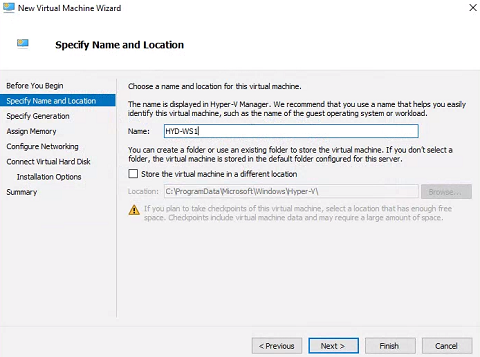 New Virtual Machine Wizard
Specify Name and Location
Before You Begin
Specify Name and Location
Specify Generation
Assign Memory
Configure Networking
Connect Virtual Hard Disk
Installation Options
Summary
Choose a name and location for this virtual machine.
The name is displayed in Hyper-V Manager. We recommend that you use a name that helps you easily
identify this virtual machine, such as the name of the guest operating system or workload.
Name: HYD-WS1
You can create a folder or use an existing folder to store the virtual machine. If you don't select a
folder, the virtual machine is stored in the default folder configured for this server.
Store the virtual machine in a different location
Location: C:\ProgramData\Microsoft\Windows\Hyper-V\ Browse...
If you plan to take checkpoints of this virtual machine, select a location that has enough free
space. Checkpoints include virtual machine data and may require a large amount of space.
< Previous Next > Finish Cancel